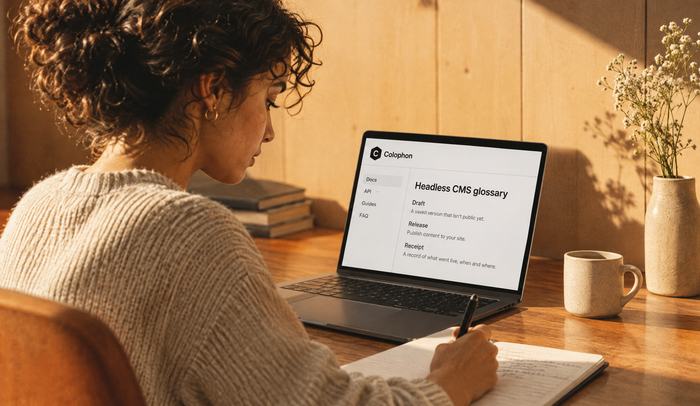 C
Colophon
Docs
API
Guides
FAQ
Headless CMS glossary
Draft
A saved version that isn't public yet.
Release
Publish content to your site.
Receipt
A record of what went live, when and where.